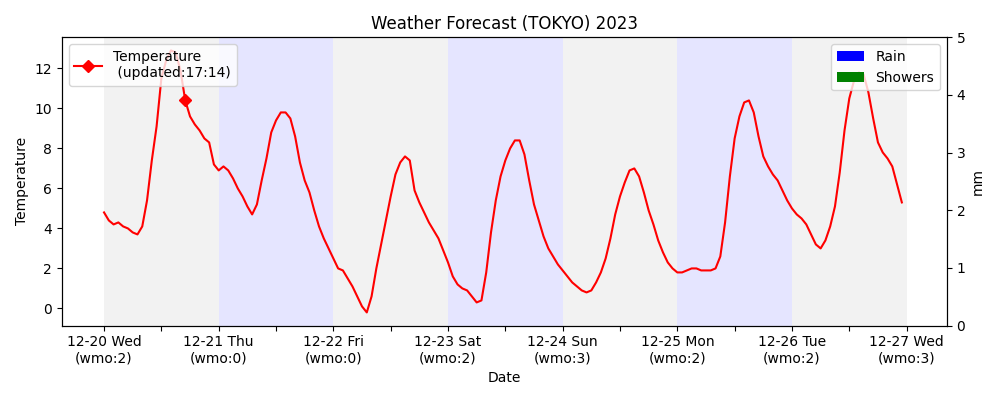 Weather Forecast (TOKYO) 2023
Temperature
(updated:17:14)
Rain
Showers
12
10
8
6
4
2
0
Temperature
5
4
3
2
1
0
mm
12-20 Wed
(wmo:2)
12-21 Thu
(wmo:0)
12-22 Fri
(wmo:0)
12-23 Sat
(wmo:2)
12-24 Sun
(wmo:3)
12-25 Mon
(wmo:2)
12-26 Tue
(wmo:2)
12-27 Wed
(wmo:3)
Date